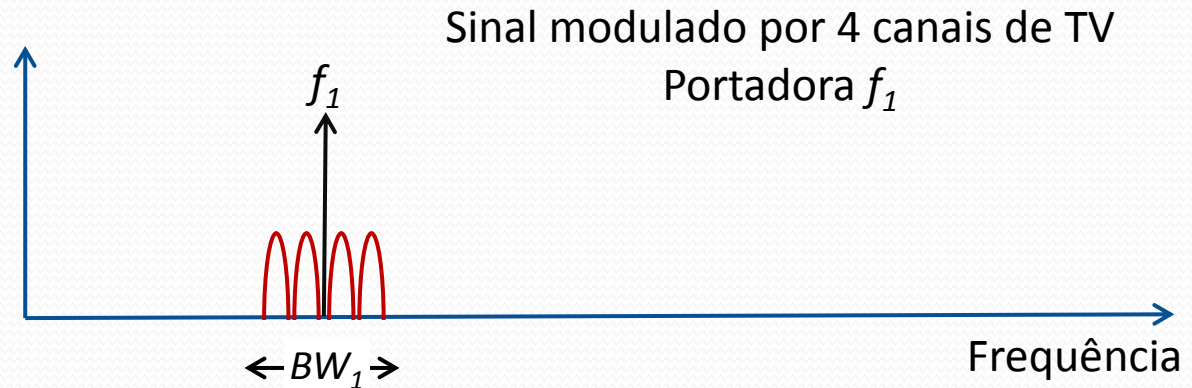 Sinal modulado por 4 canais de TV
Portadora f₁
f₁
BW₁
Frequência